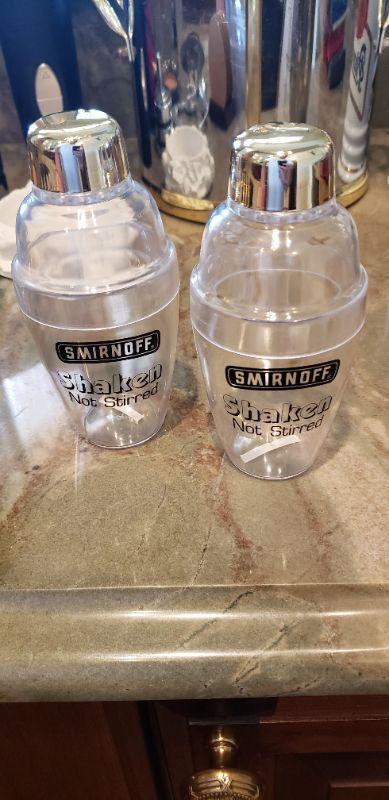 SMIRNOFF
Shaken
Not Stirred
SMIRNOFF
Shaken
Not Stirred